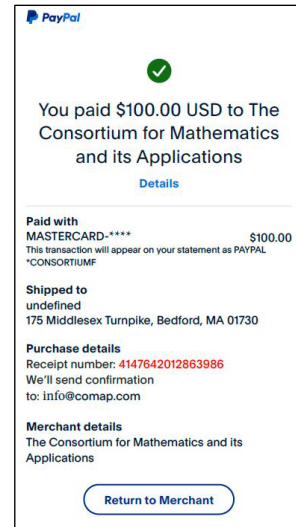 PayPal
You paid $100.00 USD to The
Consortium for Mathematics
and its Applications
Details
Paid with
MASTERCARD-**** $100.00
This transaction will appear on your statement as PAYPAL
*CONSORTIUMF
Shipped to
undefined
175 Middlesex Turnpike, Bedford, MA 01730
Purchase details
Receipt number: 4147642012863986
We'll send confirmation
to: info@comap.com
Merchant details
The Consortium for Mathematics and its
Applications
Return to Merchant